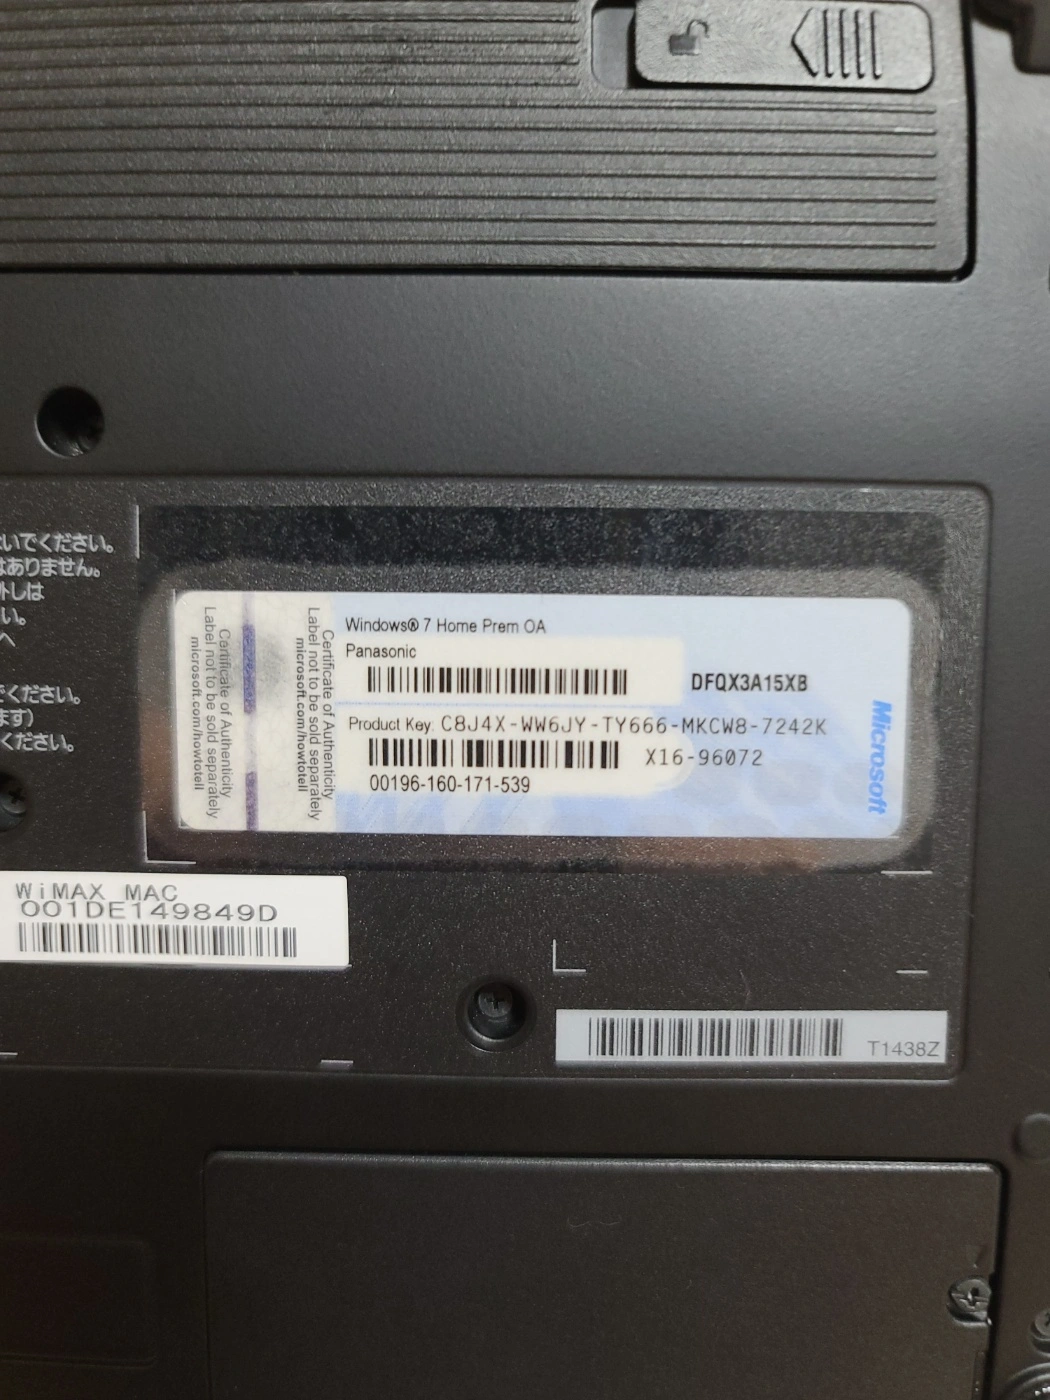 いでください。
はありません。
外しは
い。
へ
でください。
ます)
ください。
Certificate of Authenticity
Label not to be sold separately
microsoft.com/howtotell
Certificate of Authenticity
Label not to be sold separately
microsoft.com/howtotell
Windows® 7 Home Prem OA
Panasonic
DFQX3A15XB
Product Key: C8J4X-WW6JY-TY666-MKCW8-7242K
X16-96072
00196-160-171-539
Microsoft
WiMAX MAC
001DE149849D
T1438Z